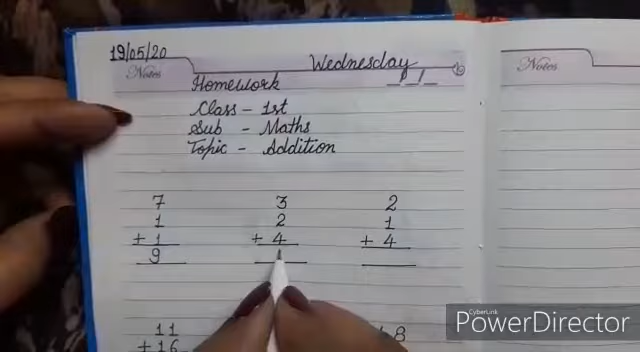 19/05/20 Wednesday
Notes Notes
Homework _/_/_
Class - 1st
Sub - Maths
Topic - Addition
7 3 2
1 2 1
+ 1 + 4 + 4
9
11 8
+ 16
CyberLink
PowerDirector